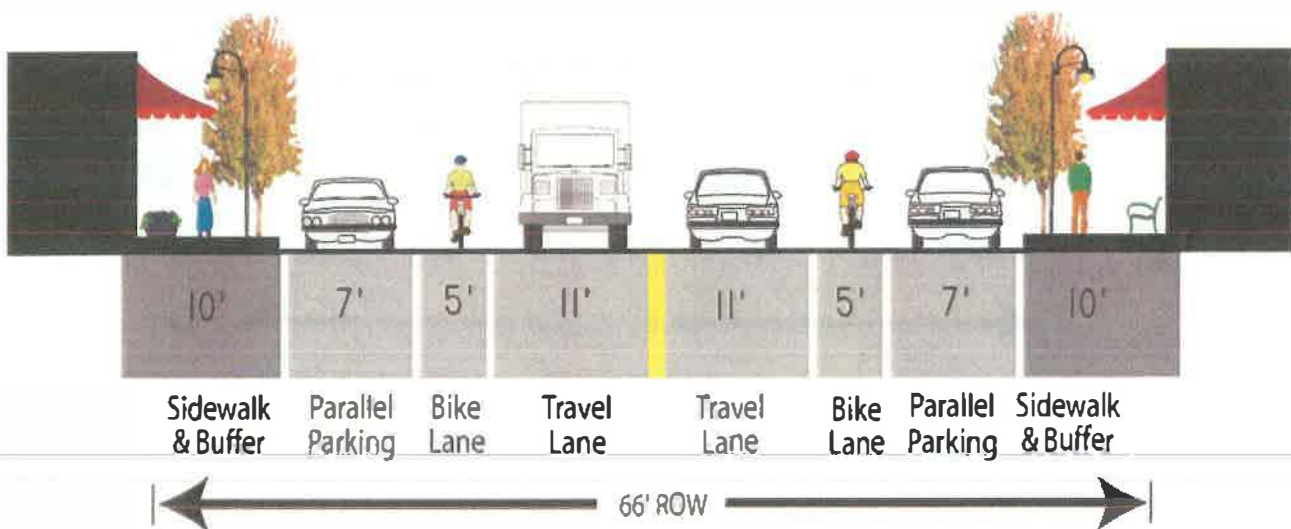 10' 7' 5' 11' 11' 5' 7' 10'
Sidewalk Parallel Bike Travel Travel Bike Parallel Sidewalk
& Buffer Parking Lane Lane Lane Lane Parking & Buffer
66' ROW